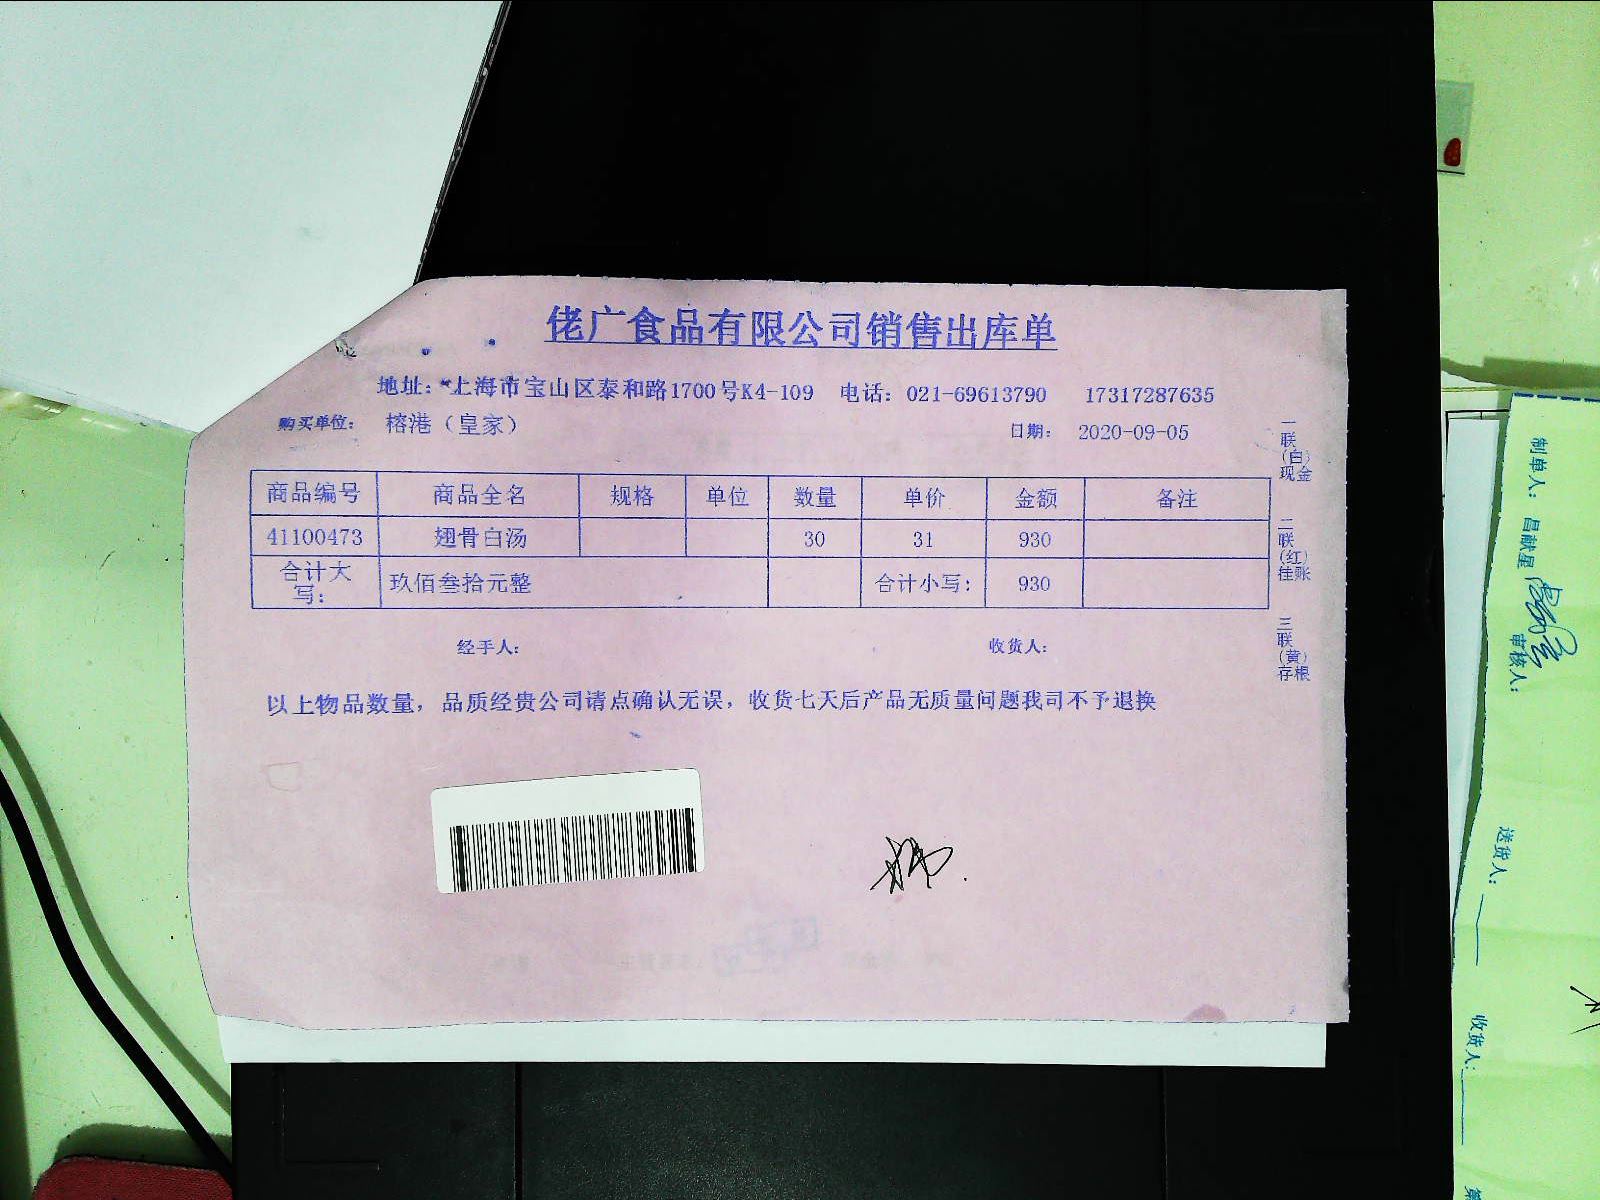 佬广食品有限公司销售出库单
地址：上海市宝山区泰和路1700号K4-109 电话：021-69613790 17317287635
购买单位： 榕港（皇家） 日期： 2020-09-05
商品编号 商品全名 规格 单位 数量 单价 金额 备注
41100473 翅骨白汤 30 31 930
合计大写： 玖佰叁拾元整 合计小写： 930
经手人： 收货人：
以上物品数量，品质经贵公司请点确认无误，收货七天后产品无质量问题我司不予退换
一联（白）现金
二联（红）挂账
三联（黄）存根
制单人：昌献星 审核人：
送货人：
收货人：